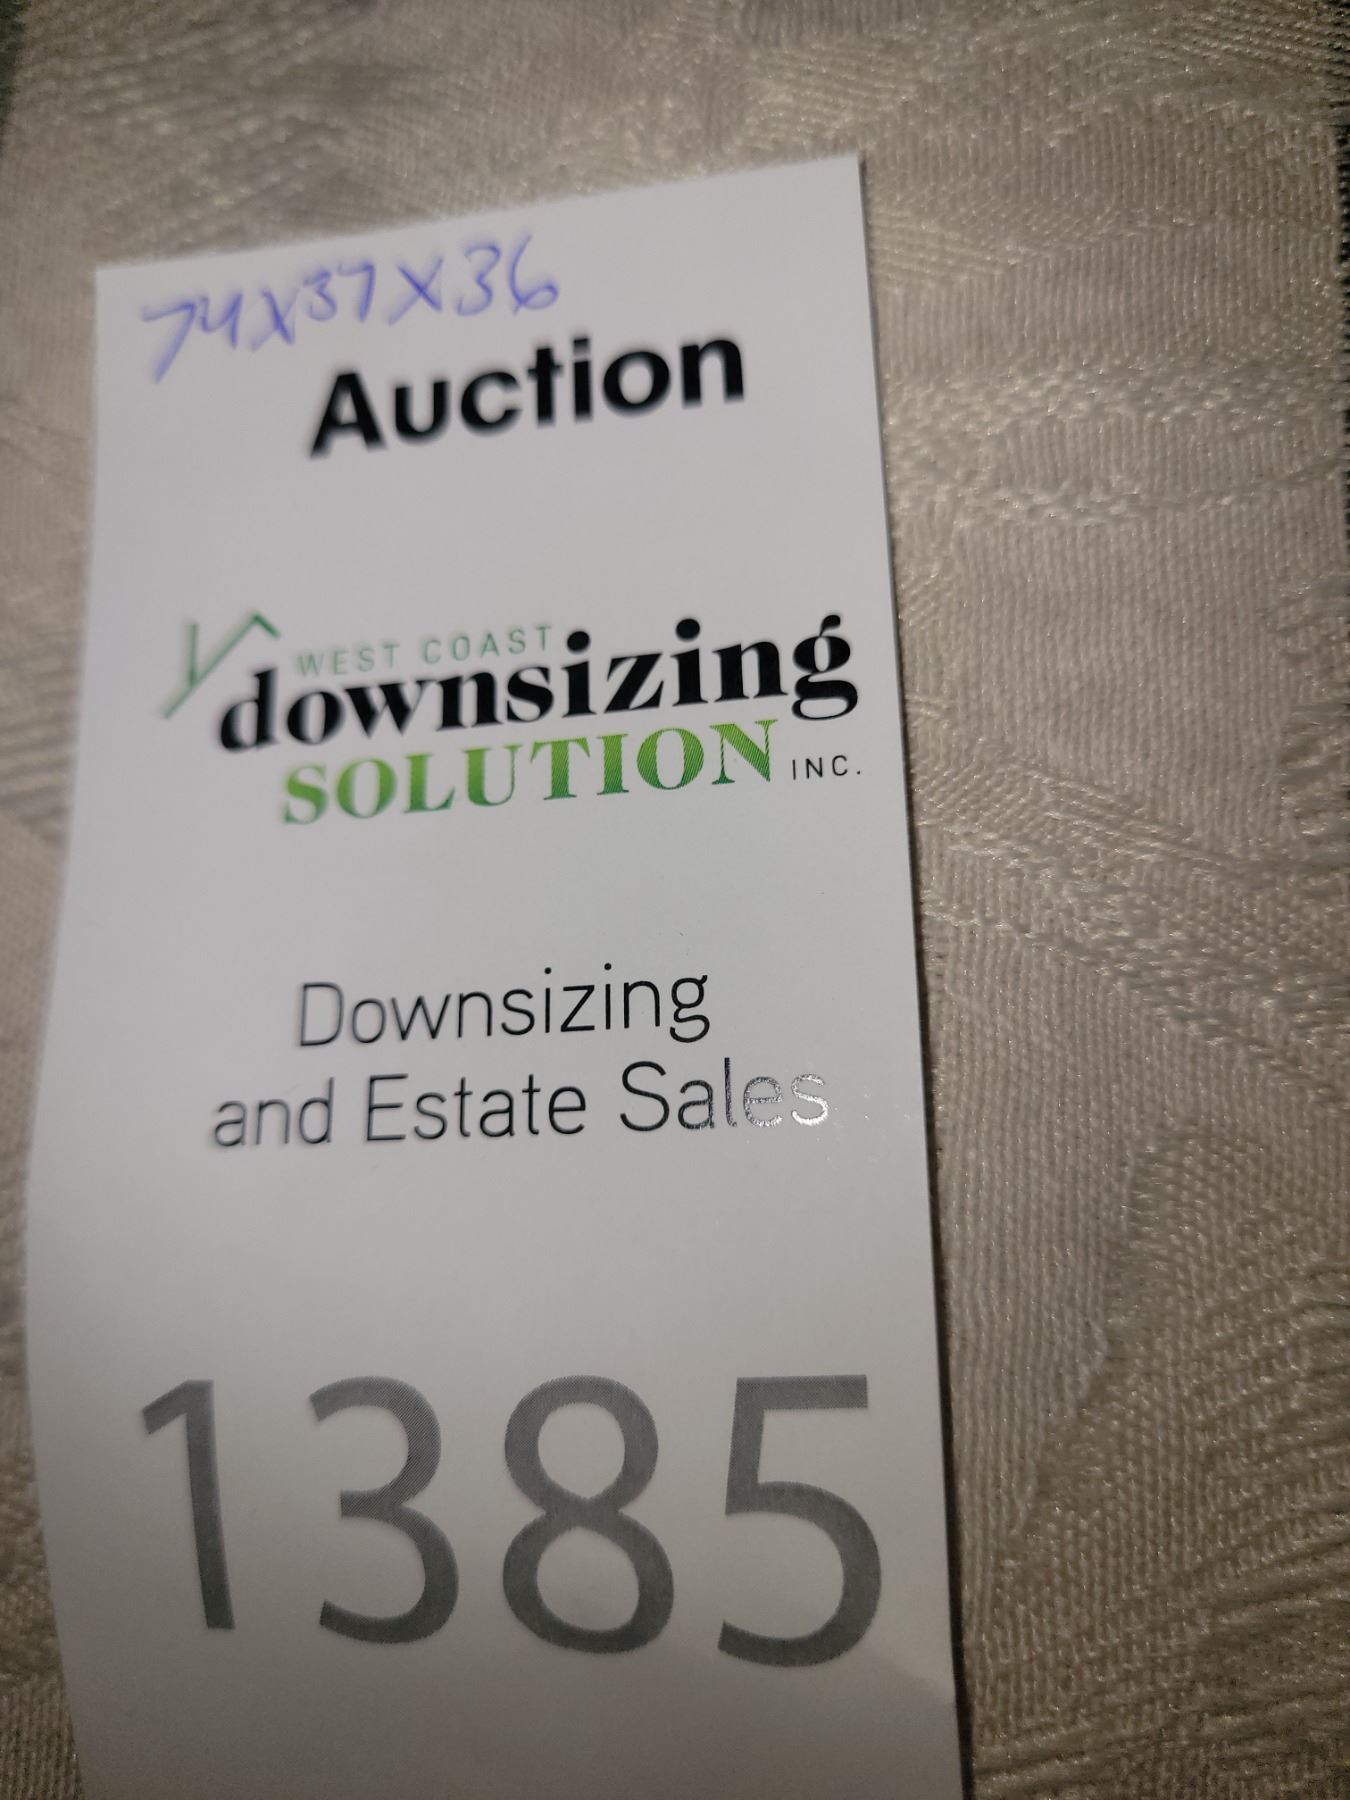 74X37X36
Auction
WEST COAST
downsizing
SOLUTION INC.
Downsizing
and Estate Sales
1385